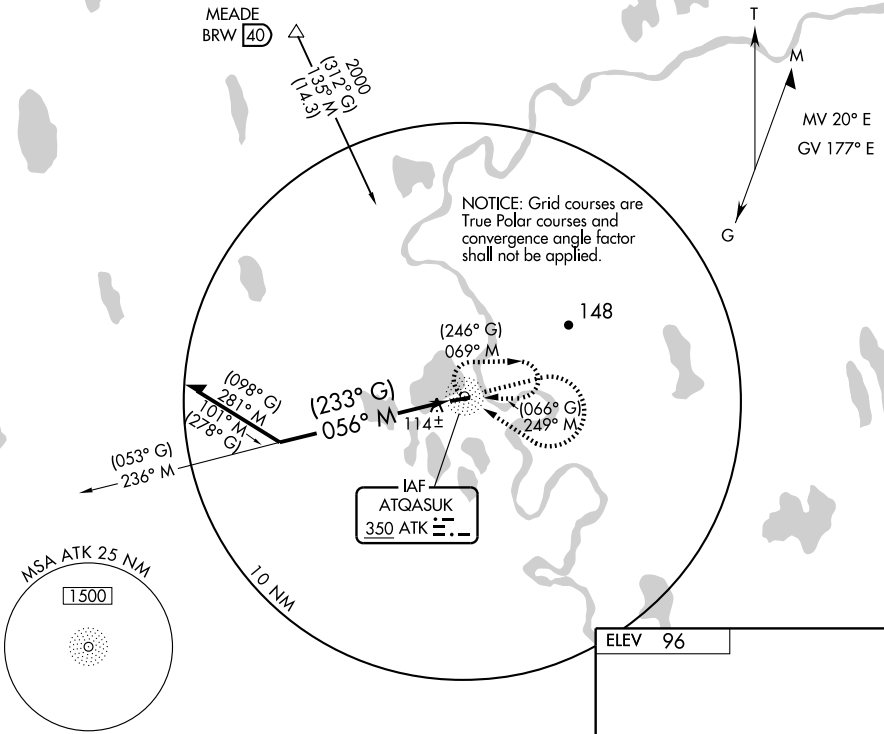 MEADE
BRW 40
2000
(312° G)
135° M
(14.3)
T
M
MV 20° E
GV 177° E
G
NOTICE: Grid courses are
True Polar courses and
convergence angle factor
shall not be applied.
148
(246° G)
069° M
(098° G)
281° M
101° M
(278° G)
(233° G)
056° M
114±
(066° G)
249° M
(053° G)
236° M
IAF
ATQASUK
350 ATK
10 NM
MSA ATK 25 NM
1500
ELEV 96